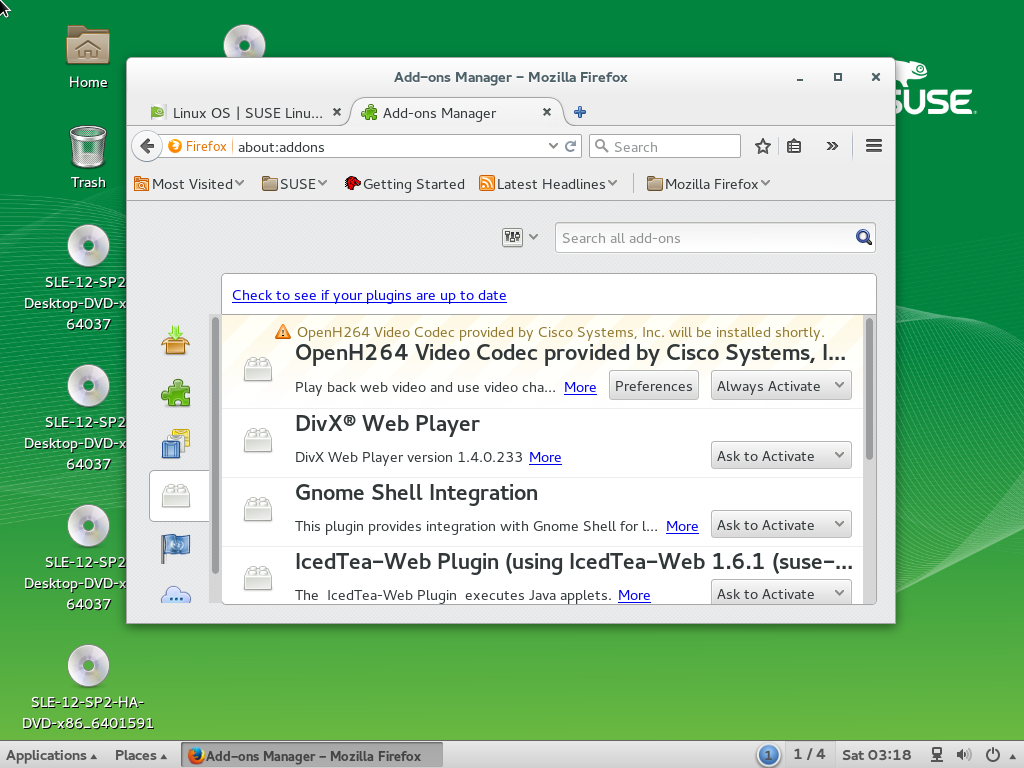 Home
Trash
SLE-12-SP2
Desktop-DVD-x
64037
SLE-12-SP2
Desktop-DVD-x
64037
SLE-12-SP2
Desktop-DVD-x
64037
SLE-12-SP2-HA-
DVD-x86_6401591
SUSE
Add-ons Manager - Mozilla Firefox
Linux OS | SUSE Linu...
Add-ons Manager
Firefox
about:addons
Search
Most Visited
SUSE
Getting Started
Latest Headlines
Mozilla Firefox
Search all add-ons
Check to see if your plugins are up to date
OpenH264 Video Codec provided by Cisco Systems, Inc. will be installed shortly.
OpenH264 Video Codec provided by Cisco Systems, I...
Play back web video and use video cha... More Preferences Always Activate
DivX® Web Player
DivX Web Player version 1.4.0.233 More Ask to Activate
Gnome Shell Integration
This plugin provides integration with Gnome Shell for l... More Ask to Activate
IcedTea-Web Plugin (using IcedTea-Web 1.6.1 (suse-...
The IcedTea-Web Plugin executes Java applets. More Ask to Activate
Applications Places Add-ons Manager - Mozilla Firefox 1 1 / 4 Sat 03:18